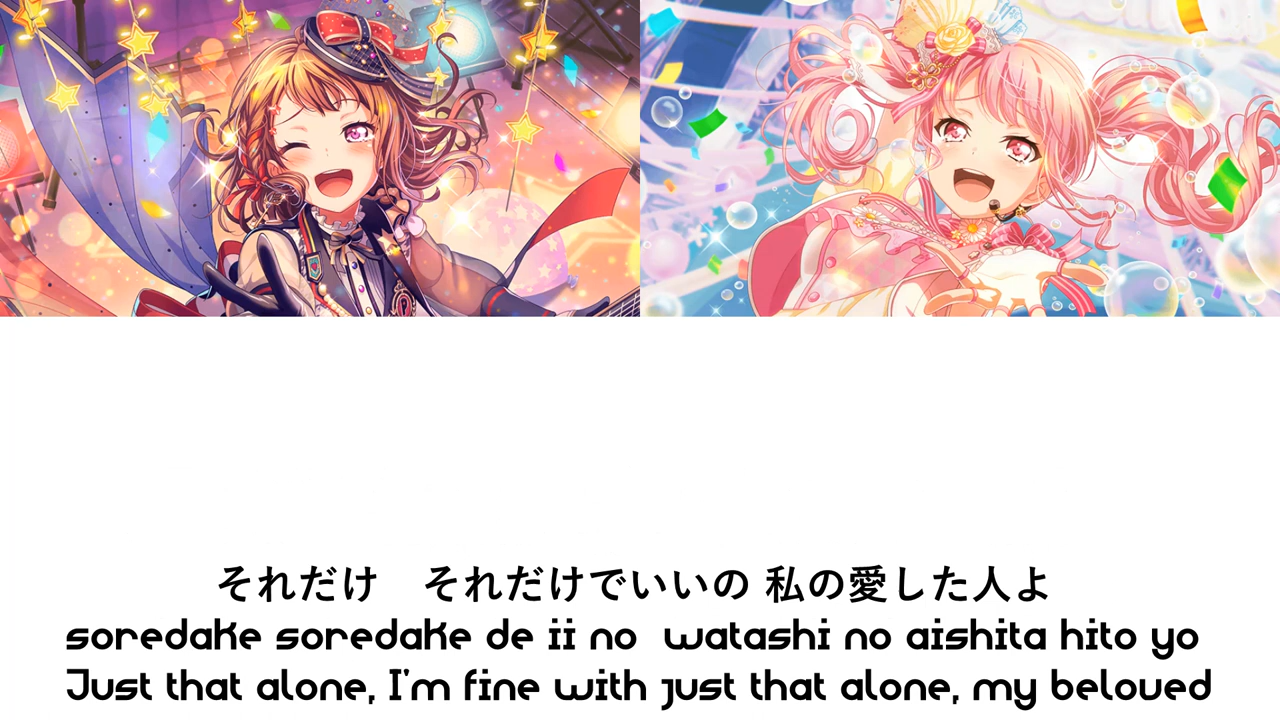 それだけ　それだけでいいの 私の愛した人よ
soredake soredake de ii no  watashi no aishita hito yo
Just that alone, I'm fine with just that alone, my beloved